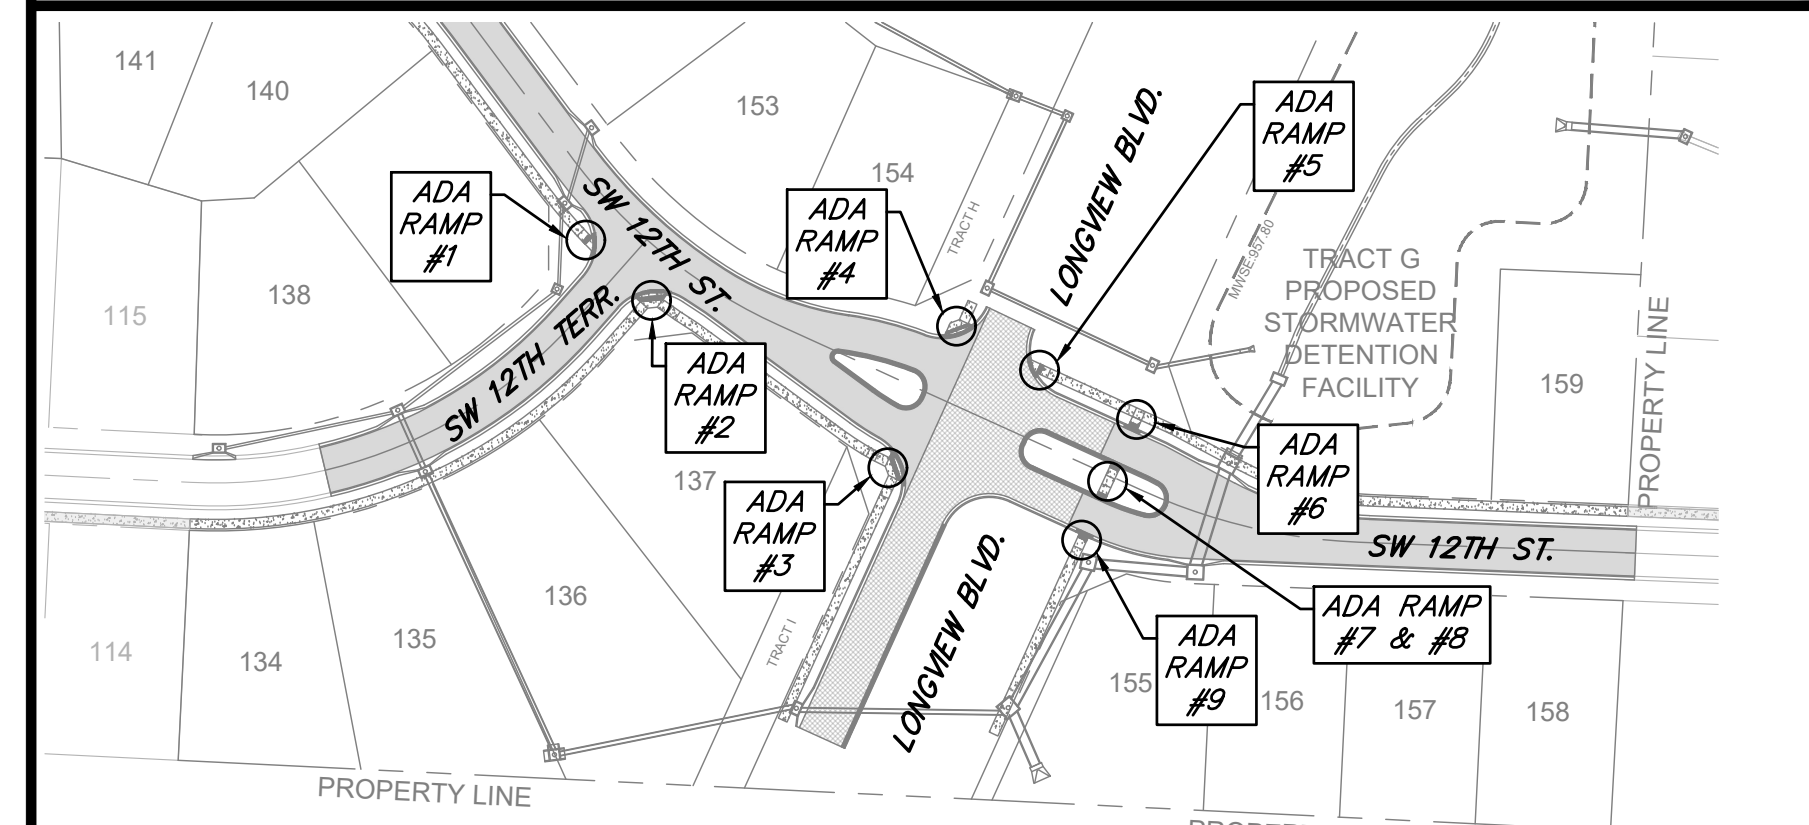 141
140
153
154
115
138
ADA
RAMP
#1
SW 12TH ST.
SW 12TH TERR.
ADA
RAMP
#2
ADA
RAMP
#4
TRACT H
LONGVIEW BLVD.
ADA
RAMP
#5
MWSE:957.80
TRACT G
PROPOSED
STORMWATER
DETENTION
FACILITY
159
PROPERTY LINE
137
ADA
RAMP
#3
ADA
RAMP
#6
SW 12TH ST.
ADA RAMP
#7 & #8
ADA
RAMP
#9
LONGVIEW BLVD.
TRACT I
114
134
135
136
155
156
157
158
PROPERTY LINE